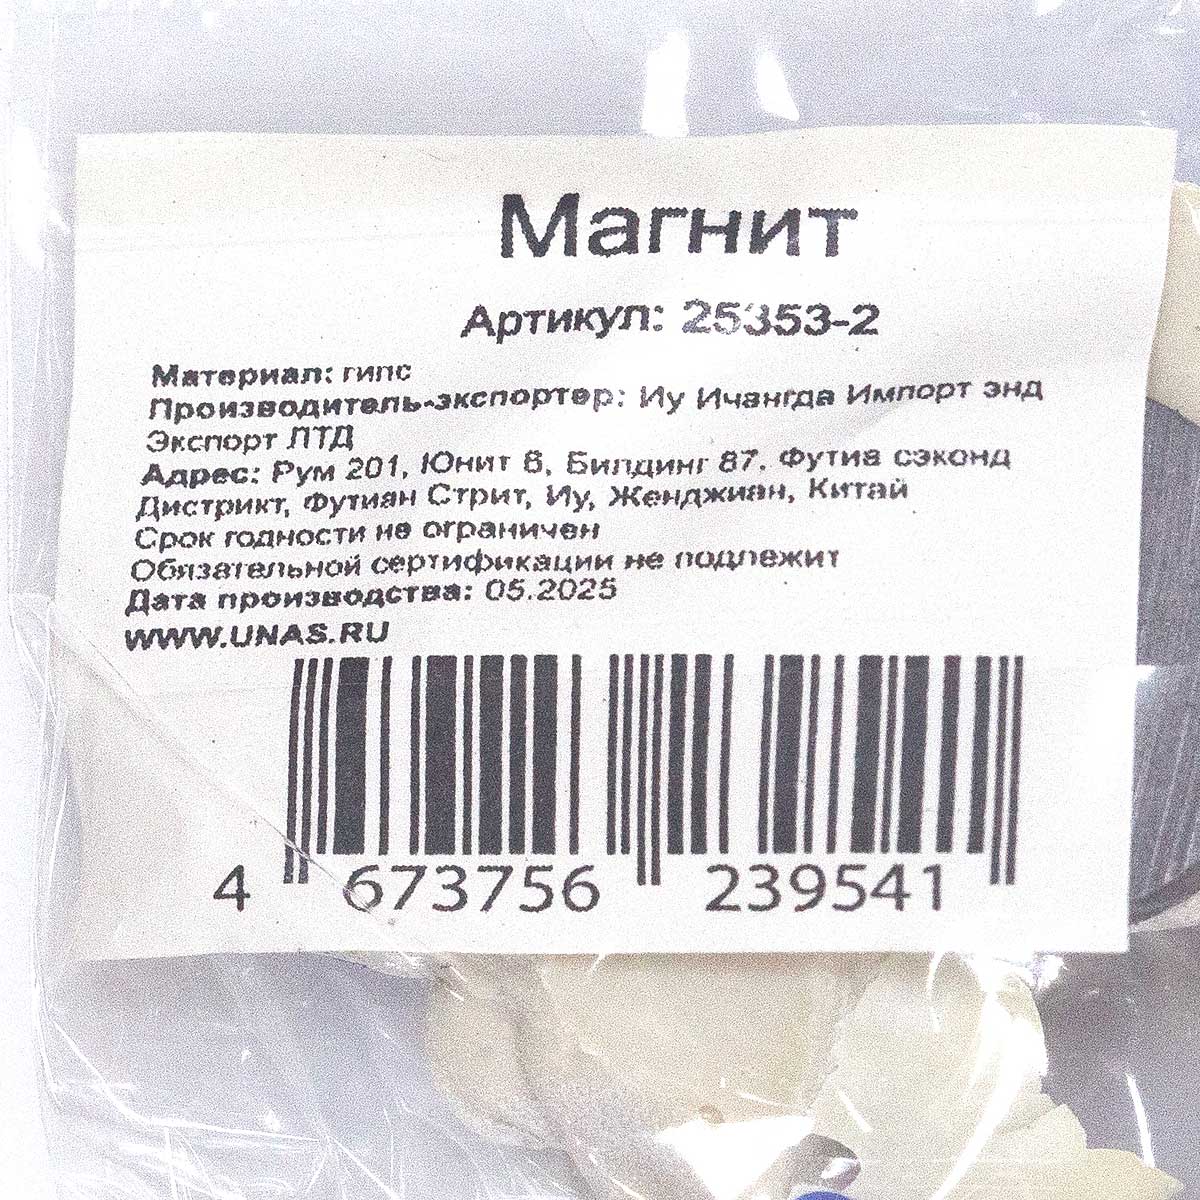 Магнит
Артикул: 25353-2
Материал: гипс
Производитель-экспортер: Иу Ичангда Импорт энд
Экспорт ЛТД
Адрес: Рум 201, Юнит 6, Билдинг 87. Футиа сэконд
Дистрикт, Футиан Стрит, Иу, Женджиан, Китай
Срок годности не ограничен
Обязательной сертификации не подлежит
Дата производства: 05.2025
WWW.UNAS.RU
4 673756 239541